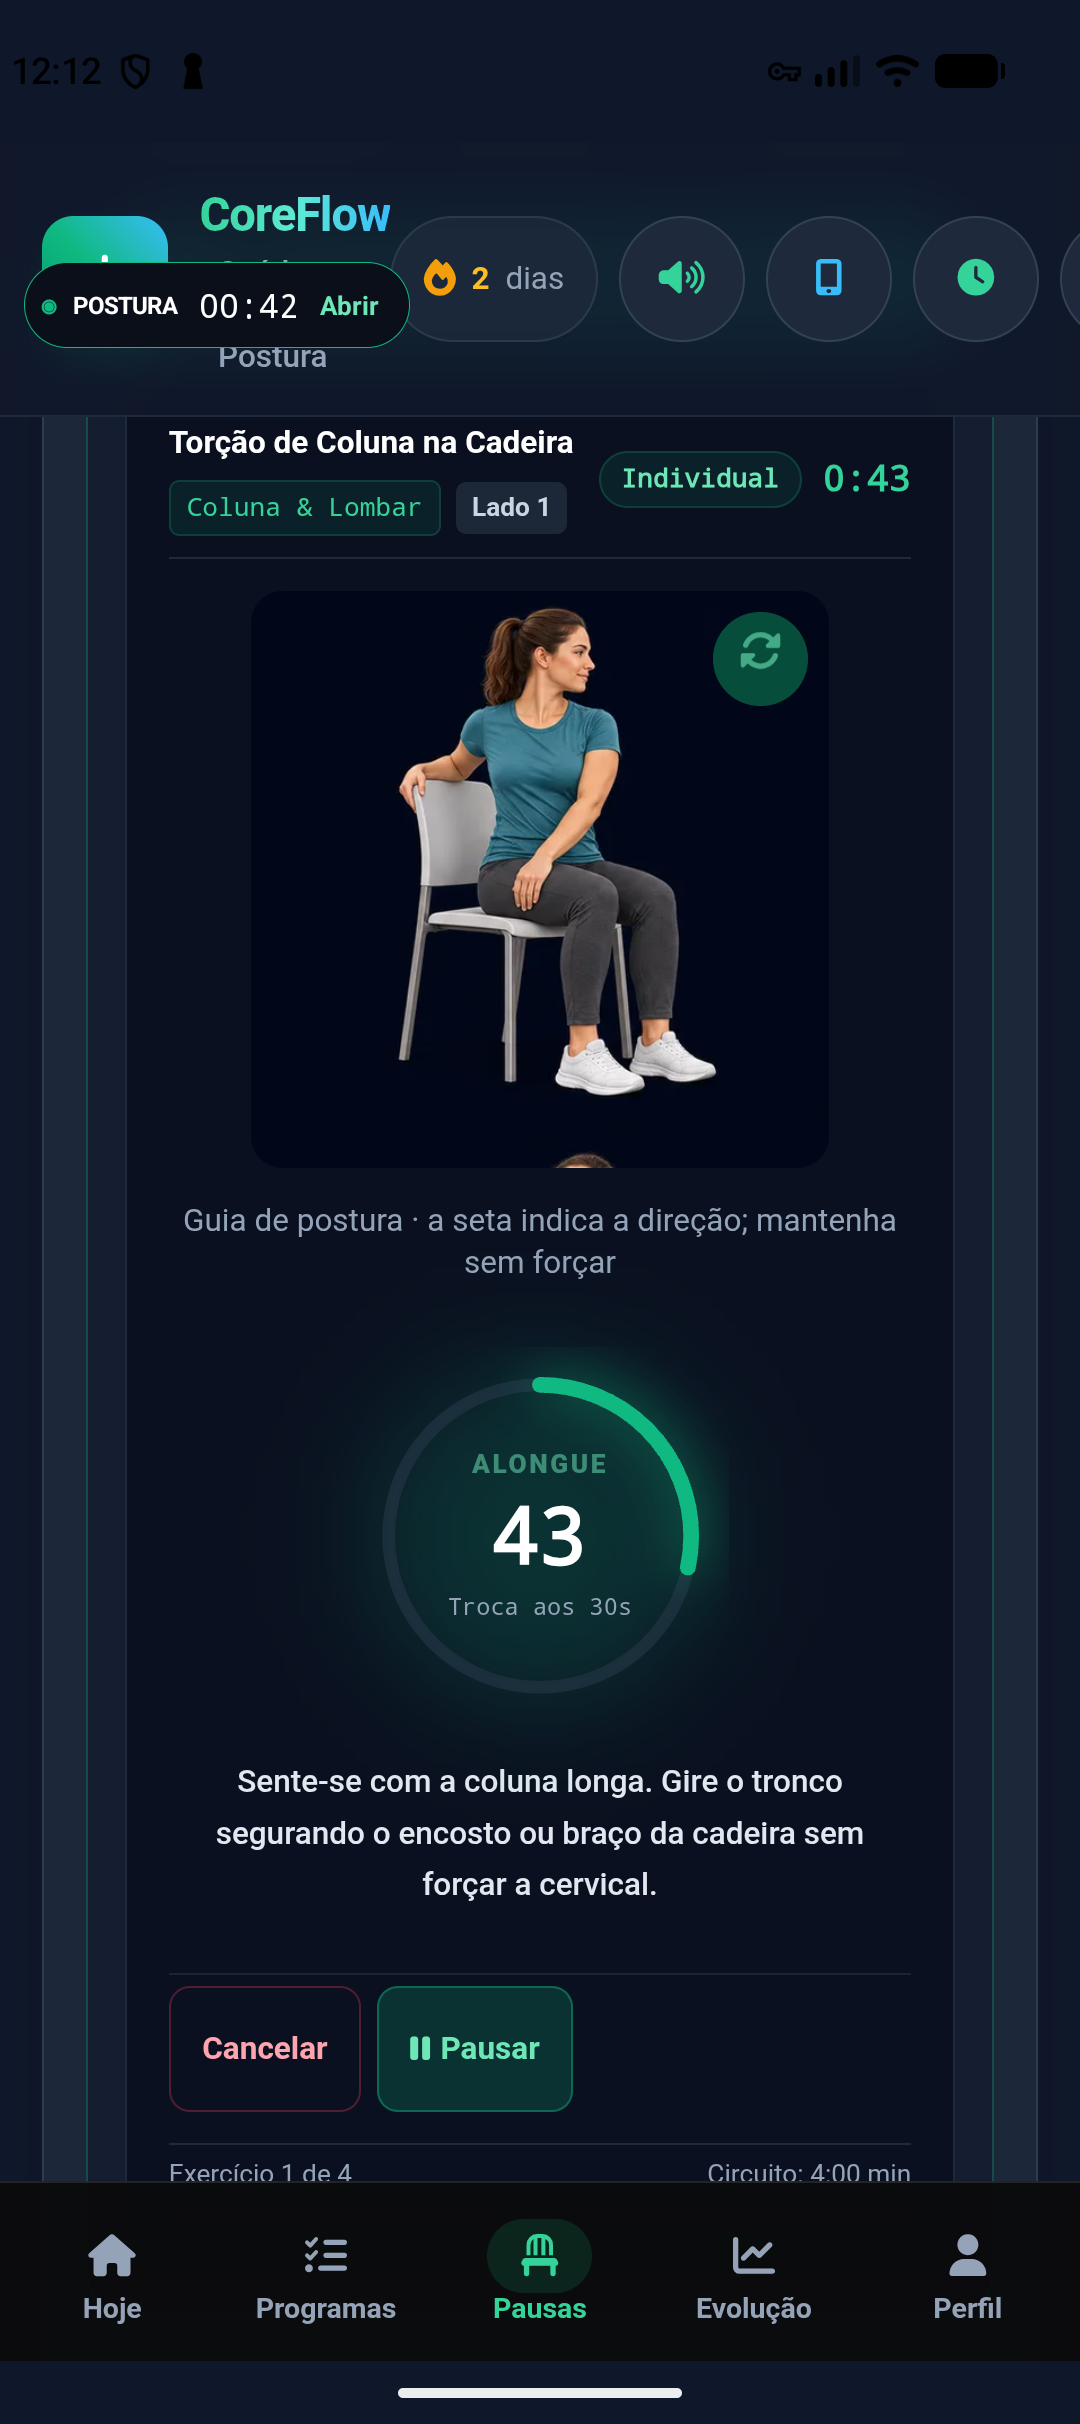 12:12
CoreFlow
POSTURA 00:42 Abrir
2 dias
Postura
Torção de Coluna na Cadeira
Coluna & Lombar Lado 1
Individual 0:43
Guia de postura · a seta indica a direção; mantenha
sem forçar
ALONGUE
43
Troca aos 30s
Sente-se com a coluna longa. Gire o tronco
segurando o encosto ou braço da cadeira sem
forçar a cervical.
Cancelar
Pausar
Exercício 1 de 4 Circuito: 4:00 min
Hoje Programas Pausas Evolução Perfil